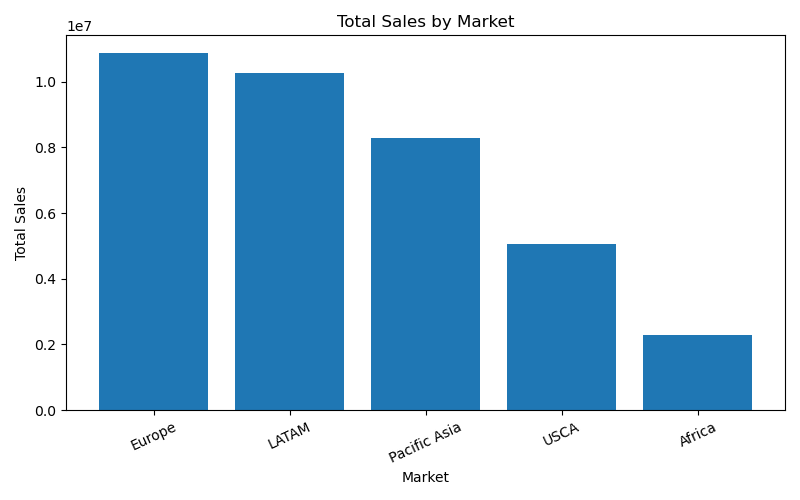 Total Sales by Market
1e7
1.0
0.8
0.6
0.4
0.2
0.0
Total Sales
Europe
LATAM
Pacific Asia
USCA
Africa
Market